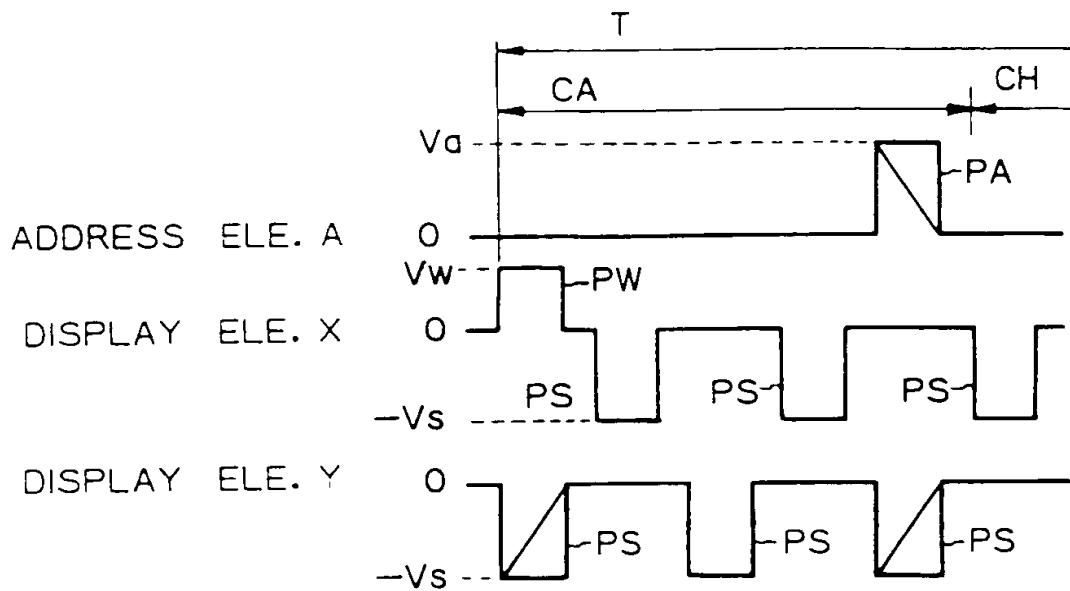 T
CA CH
Va
PA
ADDRESS ELE. A 0
Vw PW
DISPLAY ELE. X 0
PS PS PS
-Vs
DISPLAY ELE. Y 0
PS PS PS
-Vs